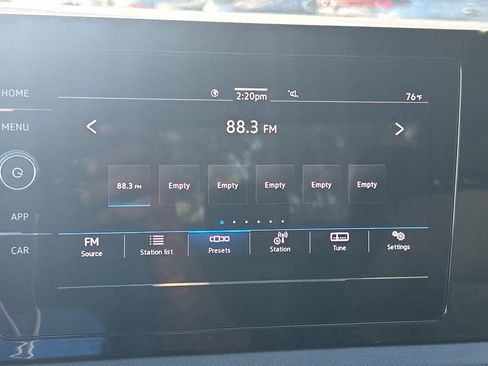 HOME
MENU
APP
CAR
2:20pm
76°F
88.3 FM
88.3 FM
Empty
Empty
Empty
Empty
Empty
FM
Source
Station list
Presets
Station
Tune
Settings